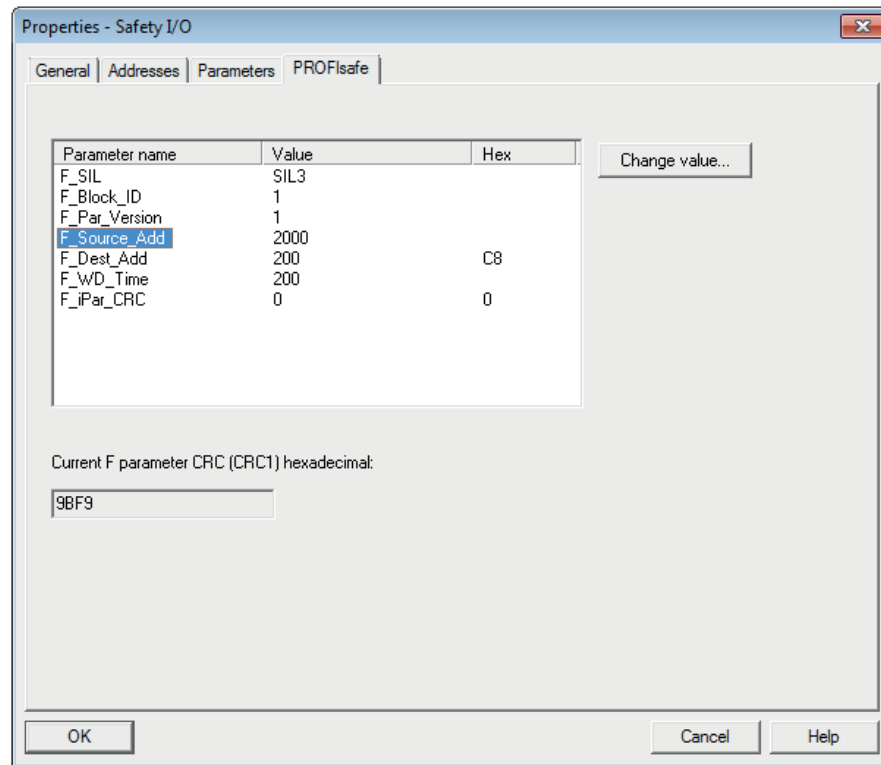 Properties - Safety I/O
General Addresses Parameters PROFIsafe
Parameter name Value Hex
Change value...
F_SIL SIL3
F_Block_ID 1
F_Par_Version 1
F_Source_Add 2000
F_Dest_Add 200 C8
F_WD_Time 200
F_iPar_CRC 0 0
Current F parameter CRC (CRC1) hexadecimal:
9BF9
OK Cancel Help